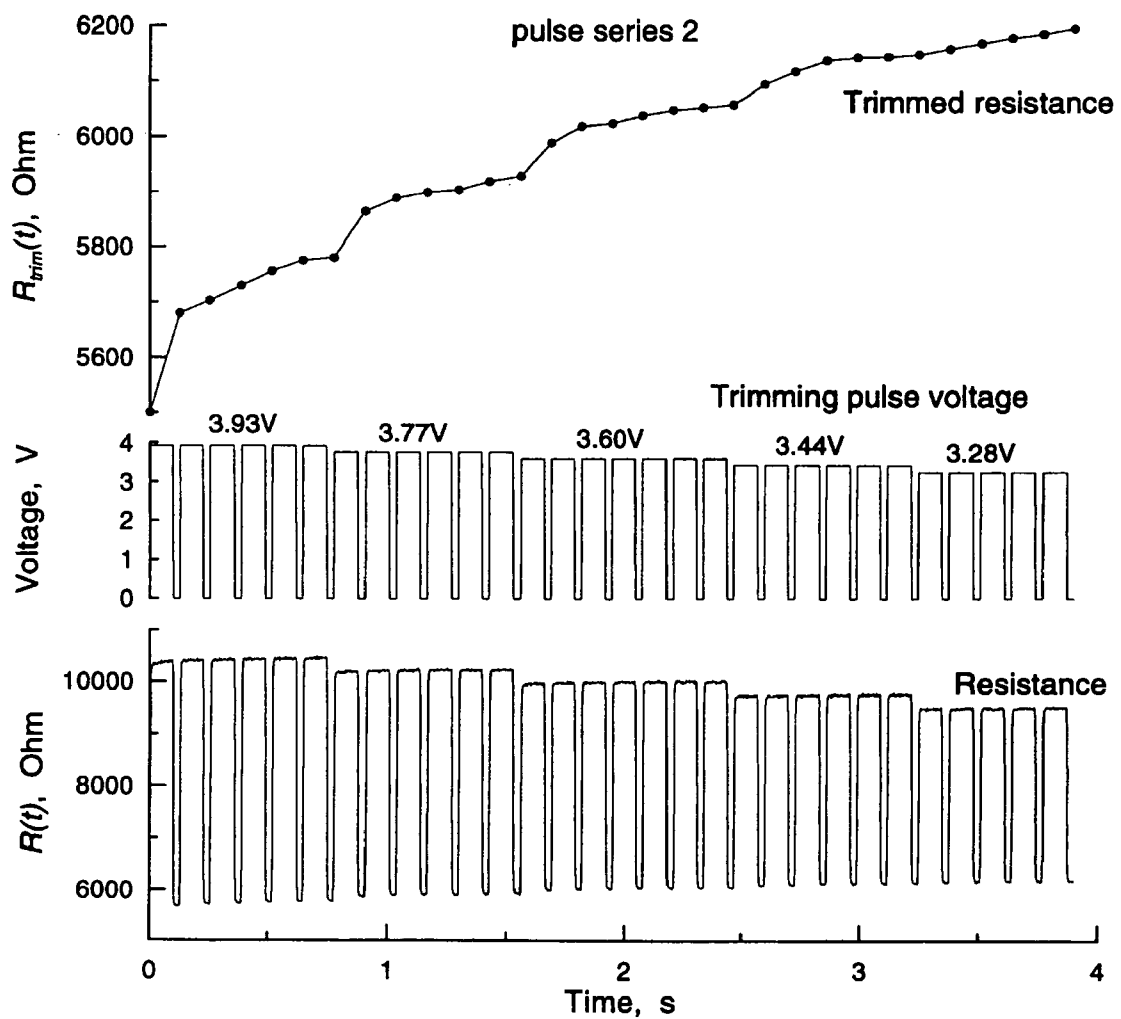 pulse series 2
Trimmed resistance
R_trim(t), Ohm
6200
6000
5800
5600
Trimming pulse voltage
3.93V
3.77V
3.60V
3.44V
3.28V
Voltage, V
4
3
2
1
0
Resistance
R(t), Ohm
10000
8000
6000
0
1
2
3
4
Time, s